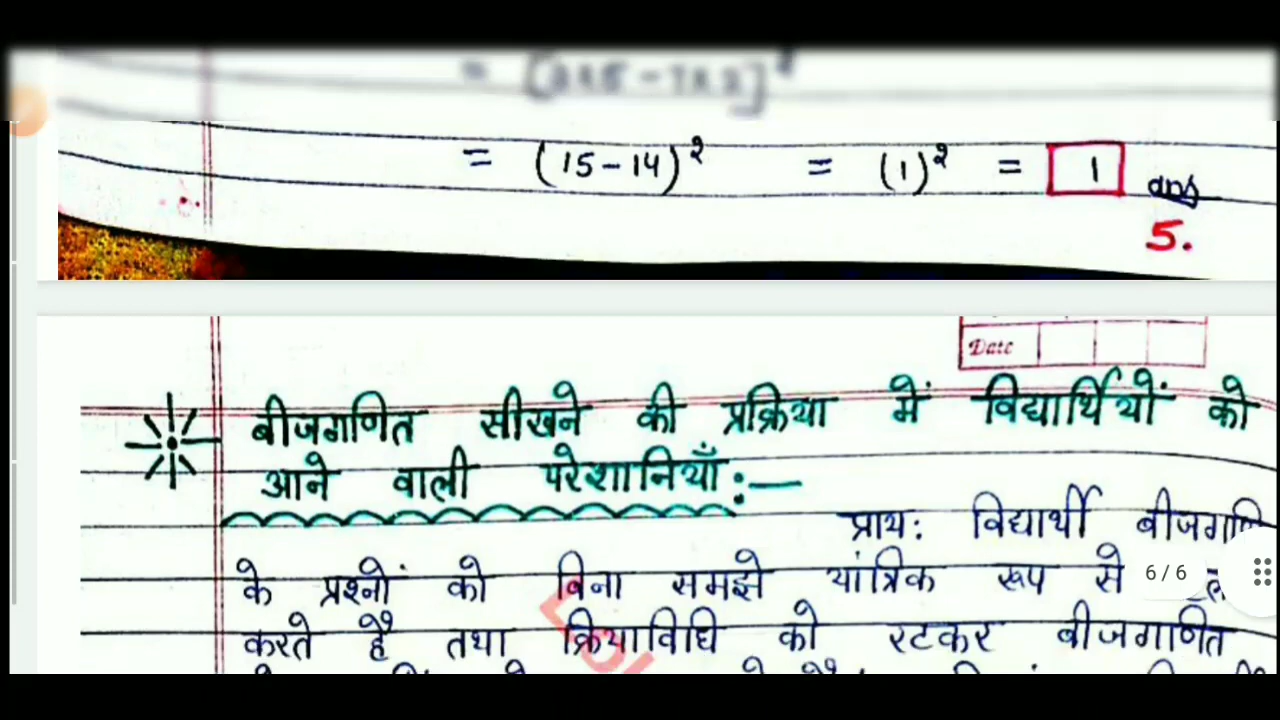 = (15-14)² = (1)² = 1 ans
5.
Date
बीजगणित सीखने की प्रक्रिया में विद्यार्थियों को
आने वाली परेशानियाँ :—
प्रायः विद्यार्थी
के प्रश्नों को बिना समझे यांत्रिक रूप से
6/6
करते है तथा क्रियाविधि को रटकर बीजगणित